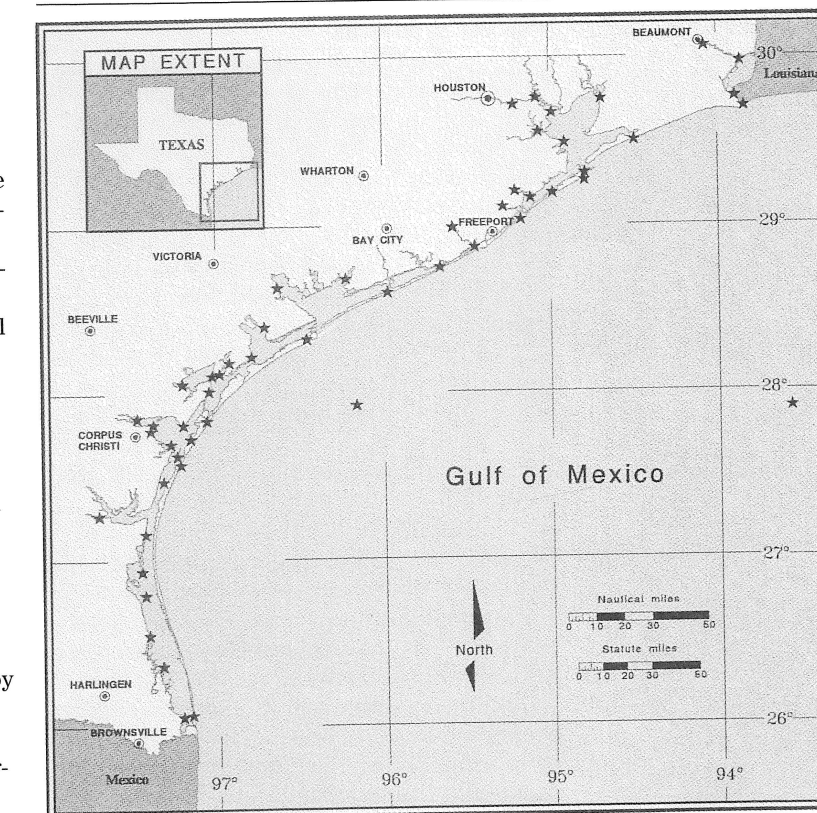 MAP EXTENT
TEXAS
BEAUMONT
30°
HOUSTON
WHARTON
29°
FREEPORT
BAY CITY
VICTORIA
BEEVILLE
28°
CORPUS
CHRISTI
Gulf of Mexico
27°
Nautical miles
0 10 20 30 50
North
Statute miles
0 10 20 30 50
HARLINGEN
26°
BROWNSVILLE
Mexico
97°
96°
95°
94°